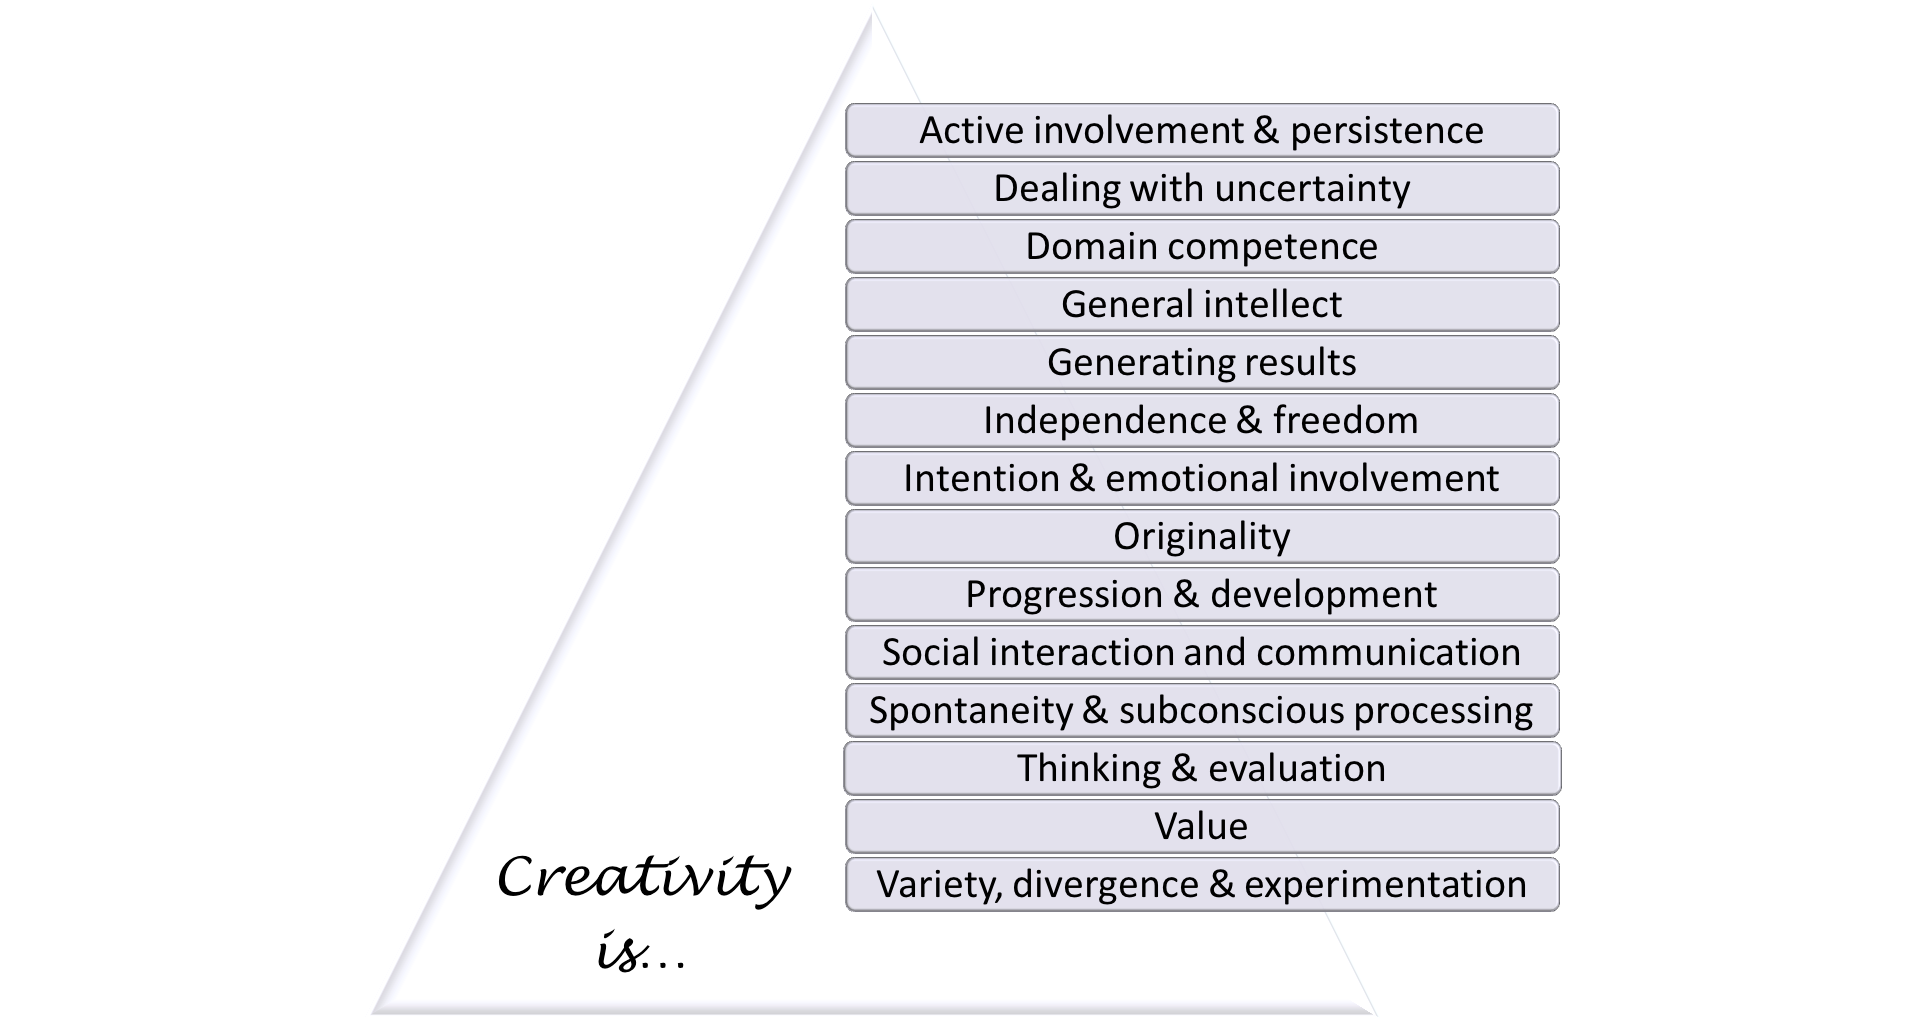 Active involvement & persistence
Dealing with uncertainty
Domain competence
General intellect
Generating results
Independence & freedom
Intention & emotional involvement
Originality
Progression & development
Social interaction and communication
Spontaneity & subconscious processing
Thinking & evaluation
Value
Variety, divergence & experimentation
Creativity
is...